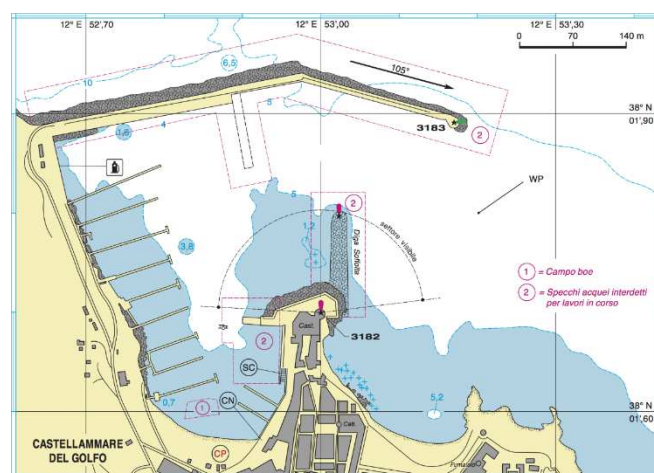 12° E 52,70
12° E 53,00
12° E 53,30
0 70 140 m
6,5
10
105°
38° N
01,90
5
4
1,6
3183
2
WP
5
2
1,2
settore visibile
Diga Soffolta
3,8
1 = Campo boe
2 = Specchi acquei interdetti
per lavori in corso
Cast.
3182
2
SC
5,2
38° N
01,60
0,7
1
CN
Catt.
CP
CASTELLAMMARE
DEL GOLFO
Fumaiolo